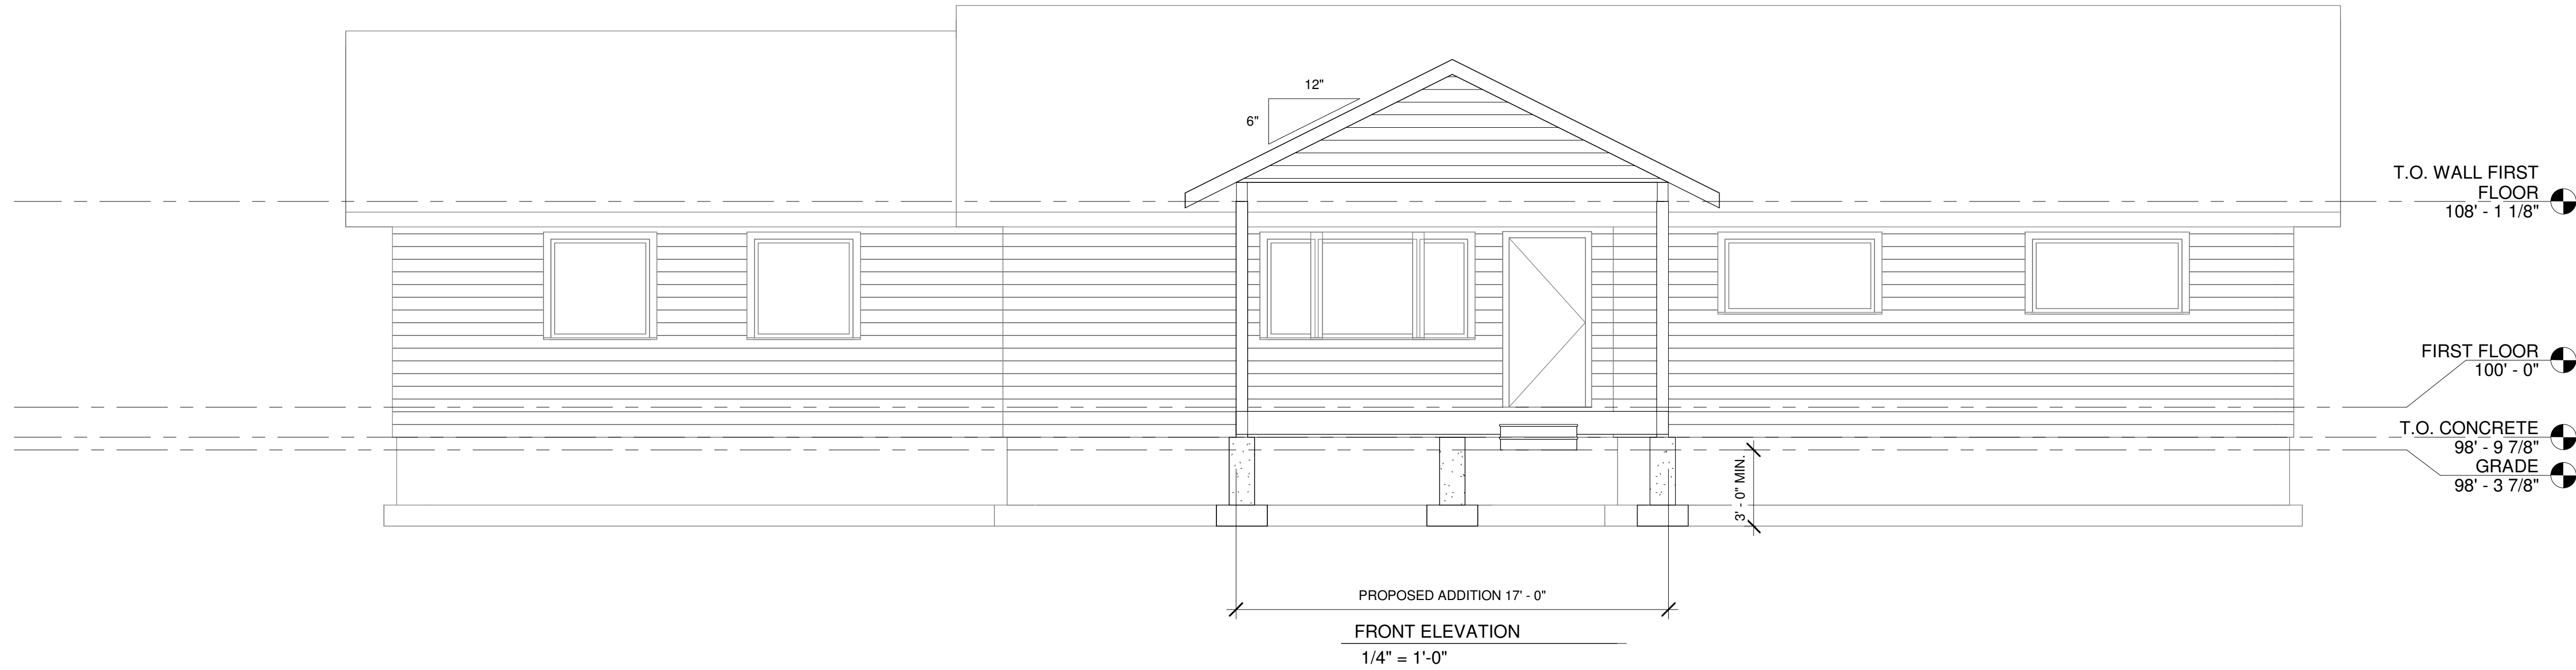 12"
6"
T.O. WALL FIRST
FLOOR
108' - 1 1/8"
FIRST FLOOR
100' - 0"
T.O. CONCRETE
98' - 9 7/8"
GRADE
98' - 3 7/8"
3' - 0" MIN.
PROPOSED ADDITION 17' - 0"
FRONT ELEVATION
1/4" = 1'-0"